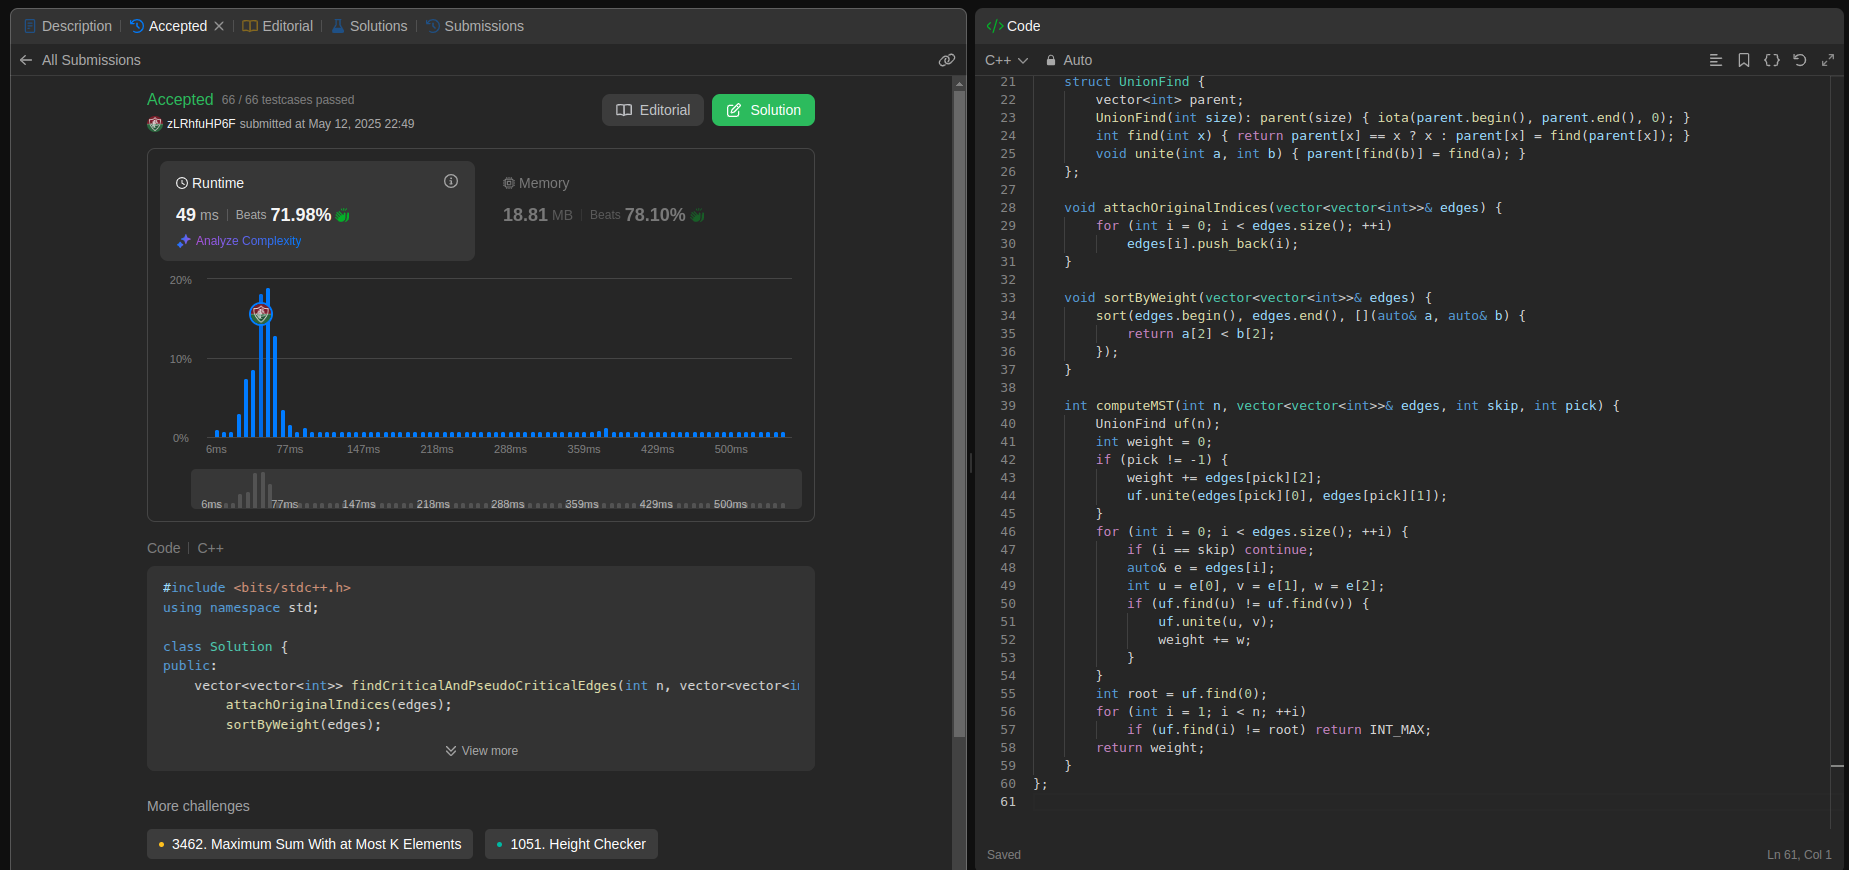 Description
Accepted
Editorial
Solutions
Submissions
All Submissions
Accepted 66 / 66 testcases passed
zLRhfuHP6F submitted at May 12, 2025 22:49
Editorial
Solution
Runtime
49 ms Beats 71.98%
Analyze Complexity
Memory
18.81 MB Beats 78.10%
20%
10%
0%
6ms 77ms 147ms 218ms 288ms 359ms 429ms 500ms
6ms 77ms 147ms 218ms 288ms 359ms 429ms 500ms
Code C++
#include <bits/stdc++.h>
using namespace std;
class Solution {
public:
    vector<vector<int>> findCriticalAndPseudoCriticalEdges(int n, vector<vector<i
        attachOriginalIndices(edges);
        sortByWeight(edges);
View more
More challenges
3462. Maximum Sum With at Most K Elements
1051. Height Checker
</> Code
C++ Auto
21     struct UnionFind {
22         vector<int> parent;
23         UnionFind(int size): parent(size) { iota(parent.begin(), parent.end(), 0); }
24         int find(int x) { return parent[x] == x ? x : parent[x] = find(parent[x]); }
25         void unite(int a, int b) { parent[find(b)] = find(a); }
26     };
27
28     void attachOriginalIndices(vector<vector<int>>& edges) {
29         for (int i = 0; i < edges.size(); ++i)
30             edges[i].push_back(i);
31     }
32
33     void sortByWeight(vector<vector<int>>& edges) {
34         sort(edges.begin(), edges.end(), [](auto& a, auto& b) {
35             return a[2] < b[2];
36         });
37     }
38
39     int computeMST(int n, vector<vector<int>>& edges, int skip, int pick) {
40         UnionFind uf(n);
41         int weight = 0;
42         if (pick != -1) {
43             weight += edges[pick][2];
44             uf.unite(edges[pick][0], edges[pick][1]);
45         }
46         for (int i = 0; i < edges.size(); ++i) {
47             if (i == skip) continue;
48             auto& e = edges[i];
49             int u = e[0], v = e[1], w = e[2];
50             if (uf.find(u) != uf.find(v)) {
51                 uf.unite(u, v);
52                 weight += w;
53             }
54         }
55         int root = uf.find(0);
56         for (int i = 1; i < n; ++i)
57             if (uf.find(i) != root) return INT_MAX;
58         return weight;
59     }
60 };
61
Saved
Ln 61, Col 1